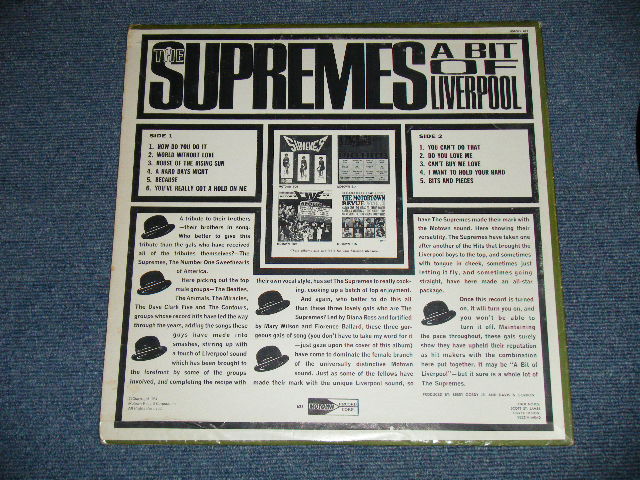 THE
SUPREMES
A BIT
OF
LIVERPOOL
SIDE 1
1. HOW DO YOU DO IT
2. WORLD WITHOUT LOVE
3. HOUSE OF THE RISING SUN
4. A HARD DAYS NIGHT
5. BECAUSE
6. YOU'VE REALLY GOT A HOLD ON ME
SUPREMES
THE MOTORTOWN
REVUE
SIDE 2
1. YOU CAN'T DO THAT
2. DO YOU LOVE ME
3. CAN'T BUY ME LOVE
4. I WANT TO HOLD YOUR HAND
5. BITS AND PIECES
A tribute to their brothers
—their brothers in song.
Who better to give this
tribute than the gals who have received
all of the tributes themselves?—The
Supremes, The Number One Sweethearts
of America.
Here picking out the top
male groups—The Beatles,
The Animals, The Miracles,
The Dave Clark Five and The Contours,
groups whose records hits have led the way
through the years, adding the songs these
guys have made into
smashes, stirring up with
a touch of Liverpool sound
which has been brought to
the forefront by some of the groups
involved, and completing the recipe with
their own vocal style, has set The Supremes to really cook-
ing, cooking up a batch of top enjoyment.
And again, who better to do this all
than these three lovely gals who are The
Supremes? Led by Diana Ross and fortified
by Mary Wilson and Florence Ballard, these three gor-
geous gals of song (you don't have to take my word for it
—just gaze upon the cover of this album)
have come to dominate the female branch
of the universally distinctive Motown
sound. Just as some of the fellows have
made their mark with the unique Liverpool sound, so
have The Supremes made their mark with
the Motown sound. Here showing their
versatility. The Supremes have taken one
after another of the Hits that brought the
Liverpool boys to the top, and sometimes
with tongue in cheek, sometimes just
letting it fly, and sometimes going
straight, have here made an all-star
package.
Once this record is turned
on, it will turn you on, and
you won't be able to
turn it off. Maintaining
the pace throughout, these gals surely
show they have upheld their reputation
as hit makers with the combination
here put together. It may be "A Bit of
Liverpool"—but it sure is a whole lot of
The Supremes.
MOTOWN RECORD
CORP.